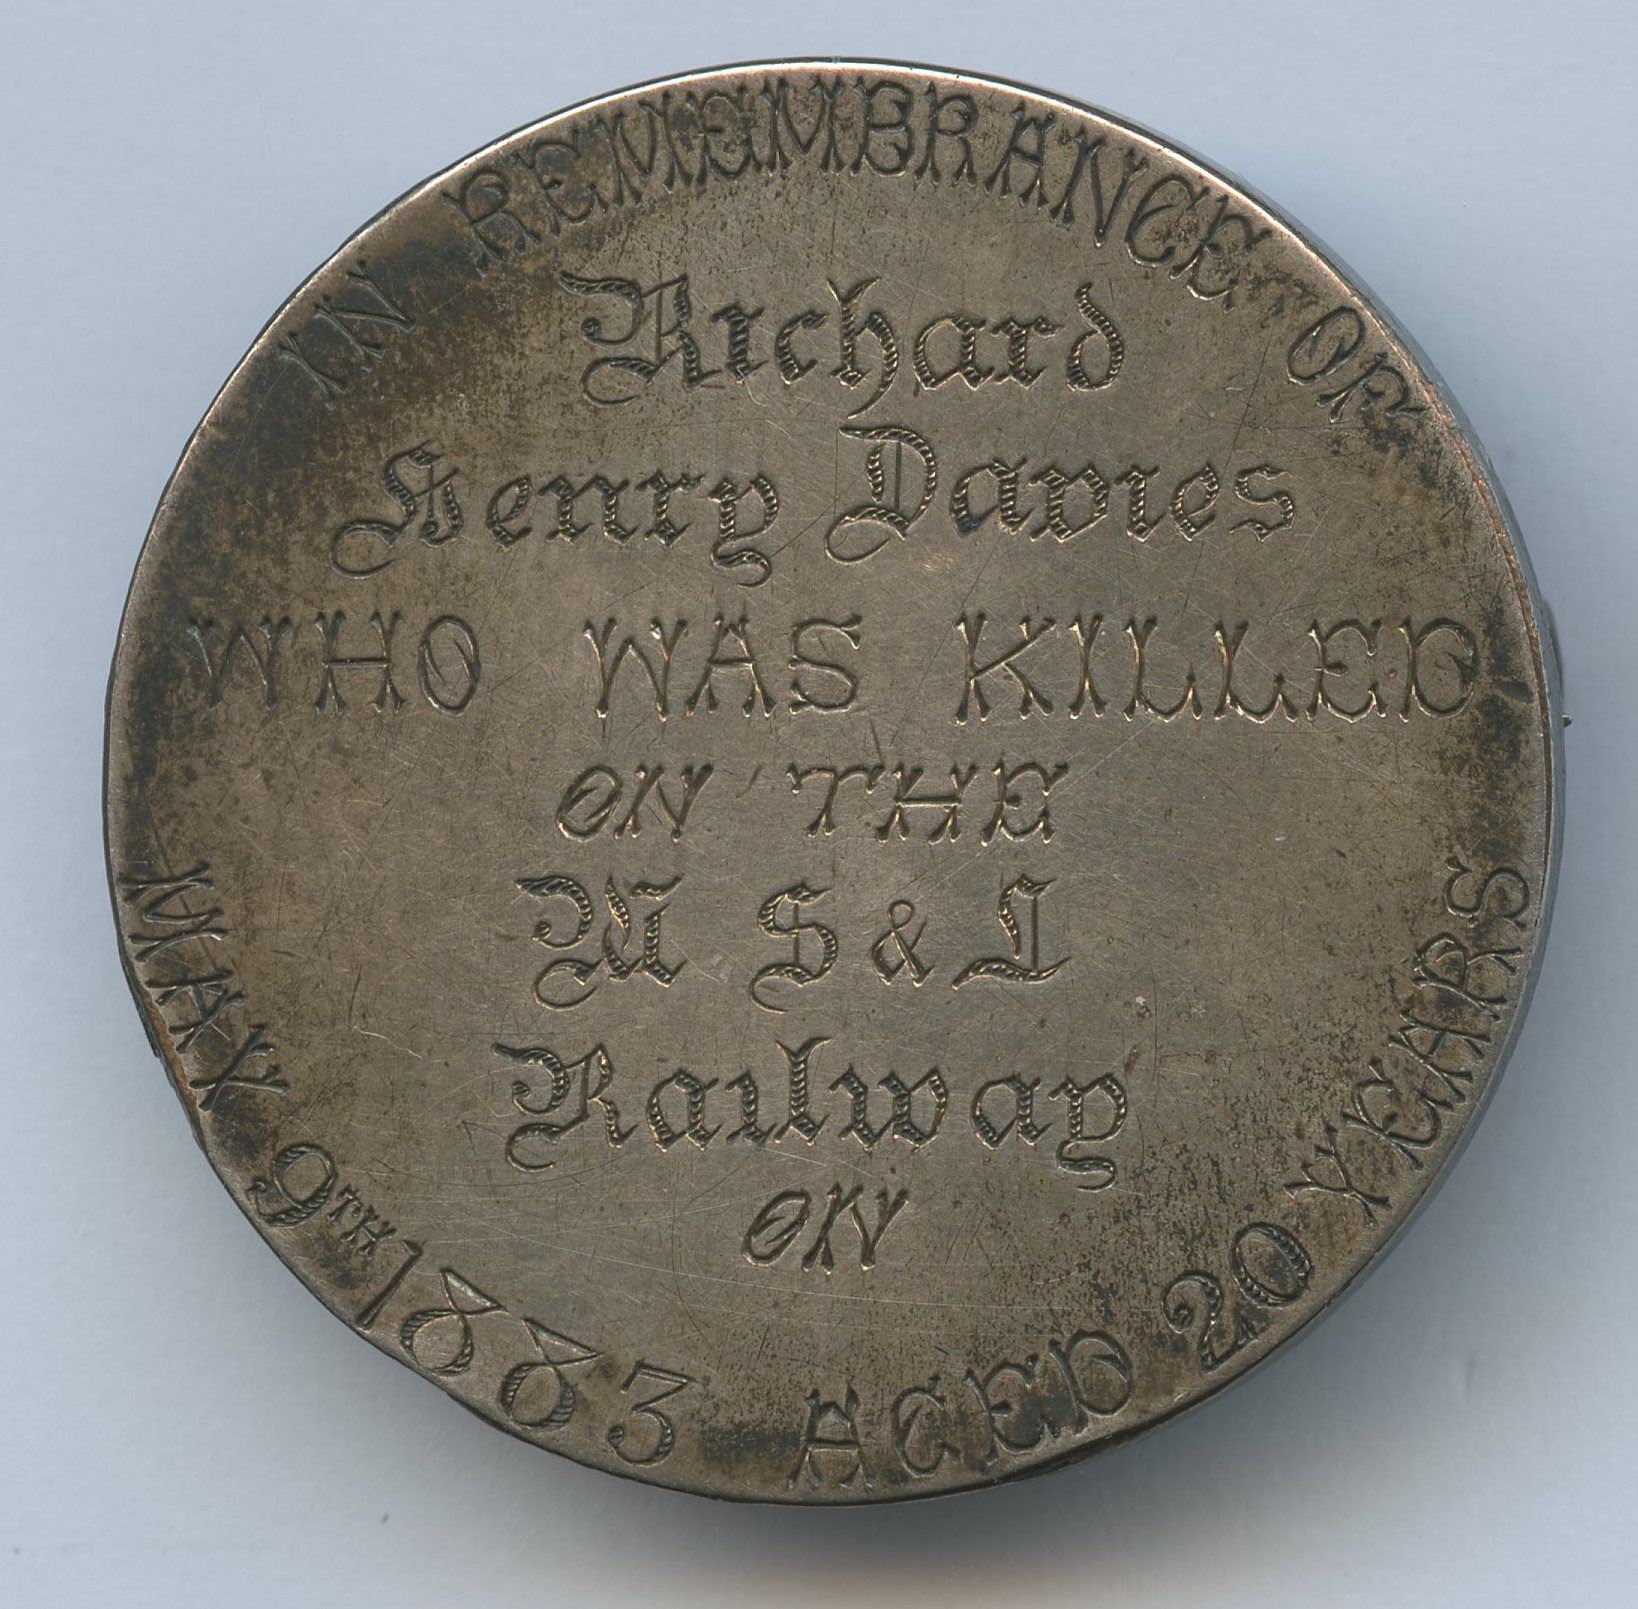 IN REMEMBRANCE OF
Richard
Henry Davies
WHO WAS KILLED
ON THE
M S & L
Railway
ON
MAY 9TH 1883 AGED 20 YEARS